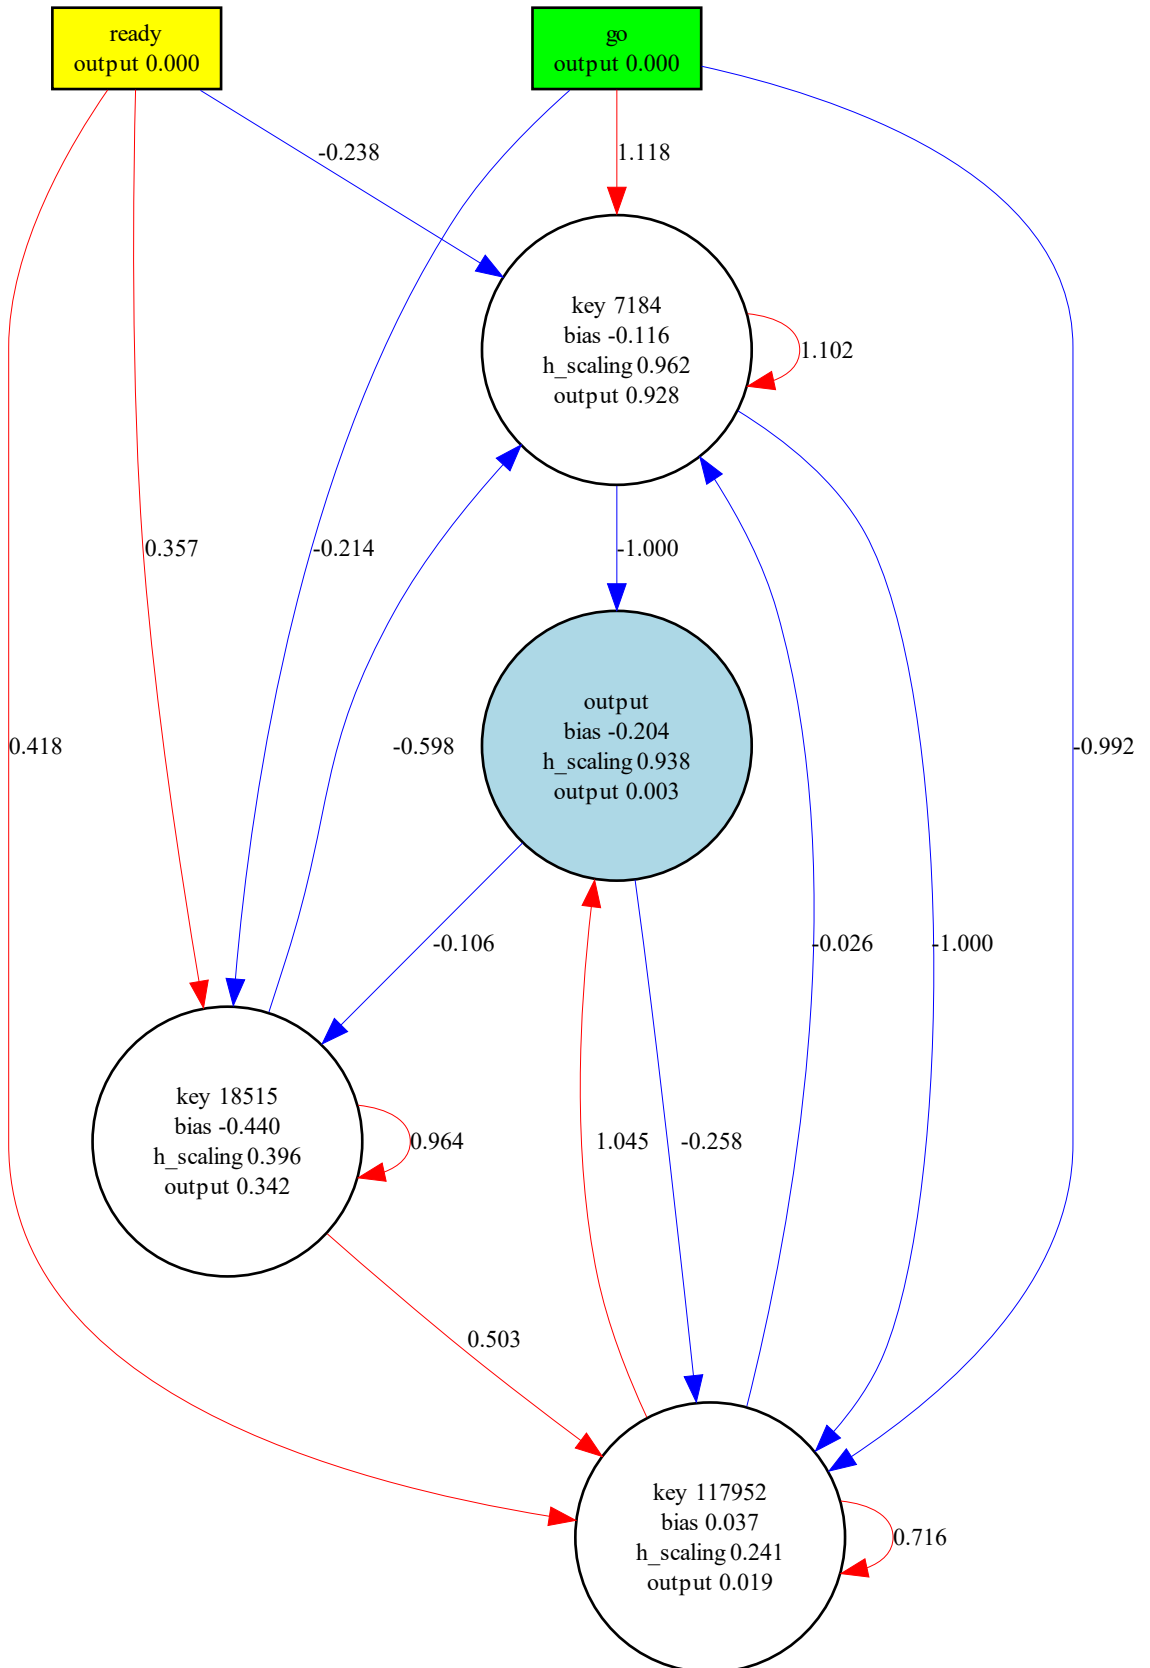 ready
output 0.000
go
output 0.000
-0.238
1.118
key 7184
bias -0.116
h_scaling 0.962
output 0.928
1.102
0.357
-0.214
-1.000
output
bias -0.204
h_scaling 0.938
output 0.003
0.418
-0.598
-0.992
-0.106
-0.026
-1.000
key 18515
bias -0.440
h_scaling 0.396
output 0.342
0.964
1.045
-0.258
0.503
key 117952
bias 0.037
h_scaling 0.241
output 0.019
0.716